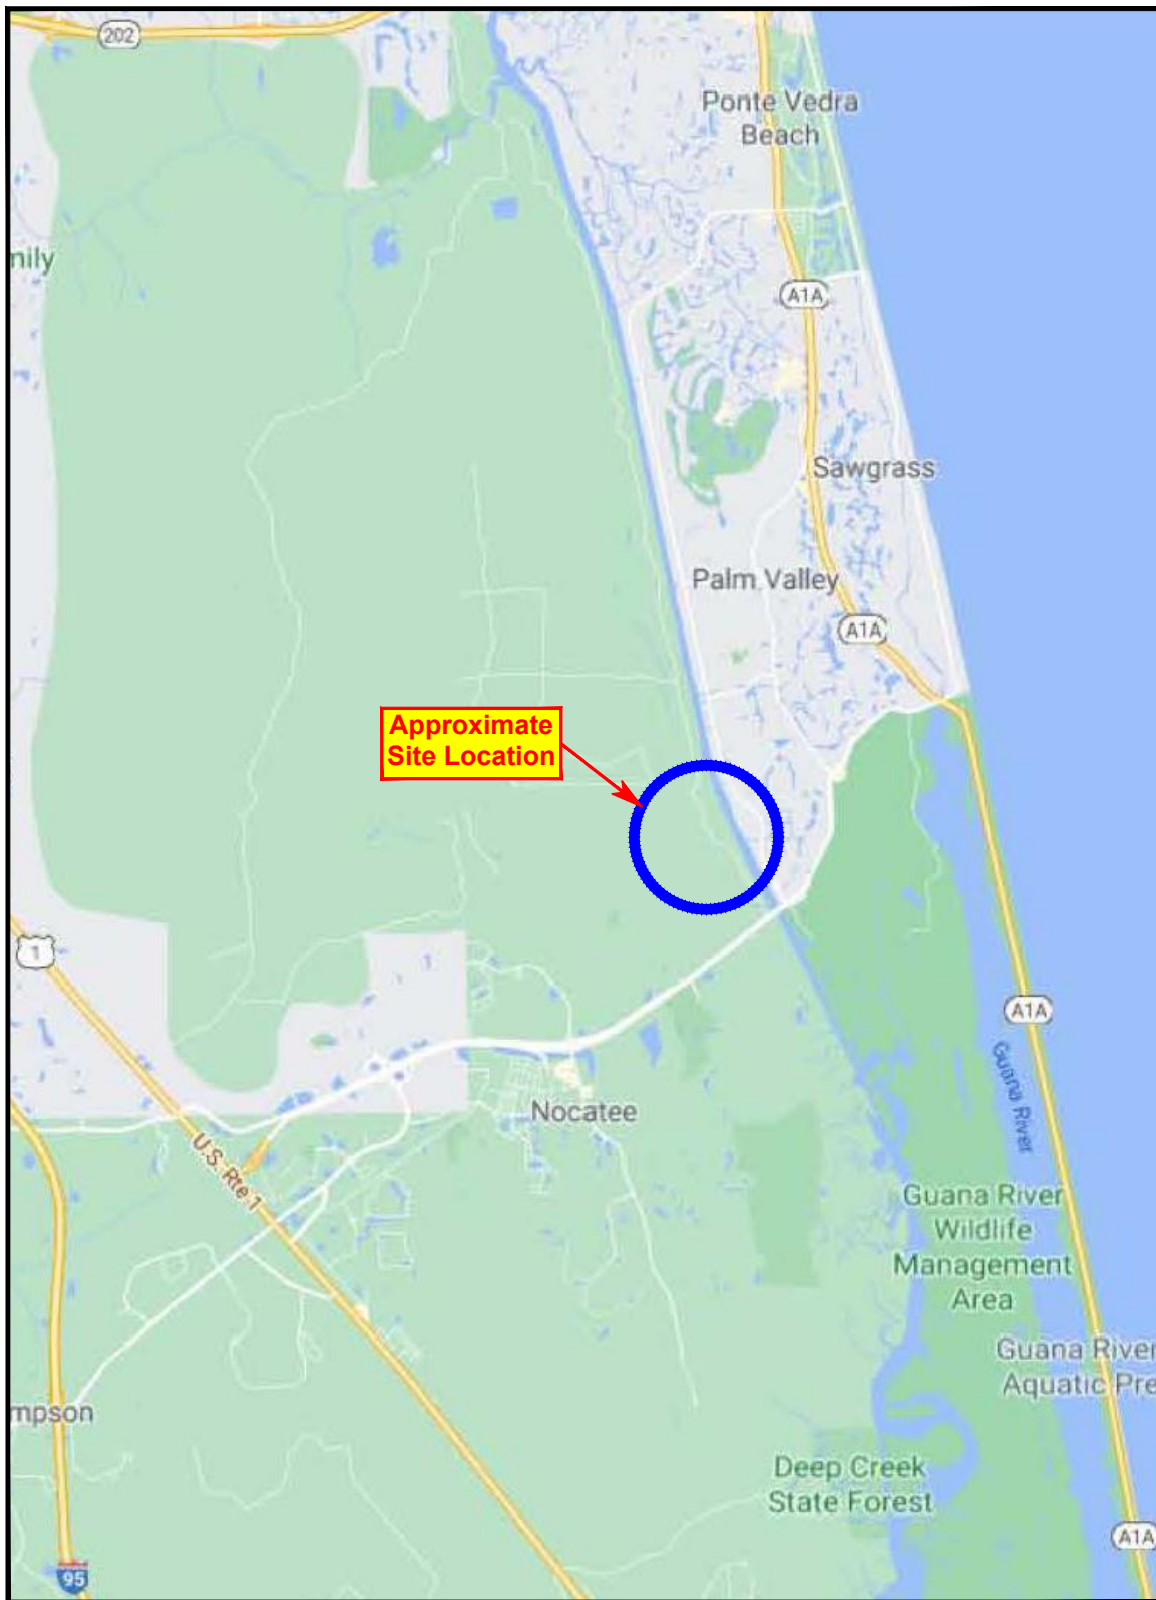 202
Ponte Vedra
Beach
nily
A1A
Sawgrass
Palm Valley
A1A
Approximate
Site Location
1
A1A
Guana River
Nocatee
U.S. Rte 1
Guana River
Wildlife
Management
Area
Guana River
Aquatic Pre
mpson
Deep Creek
State Forest
A1A
95